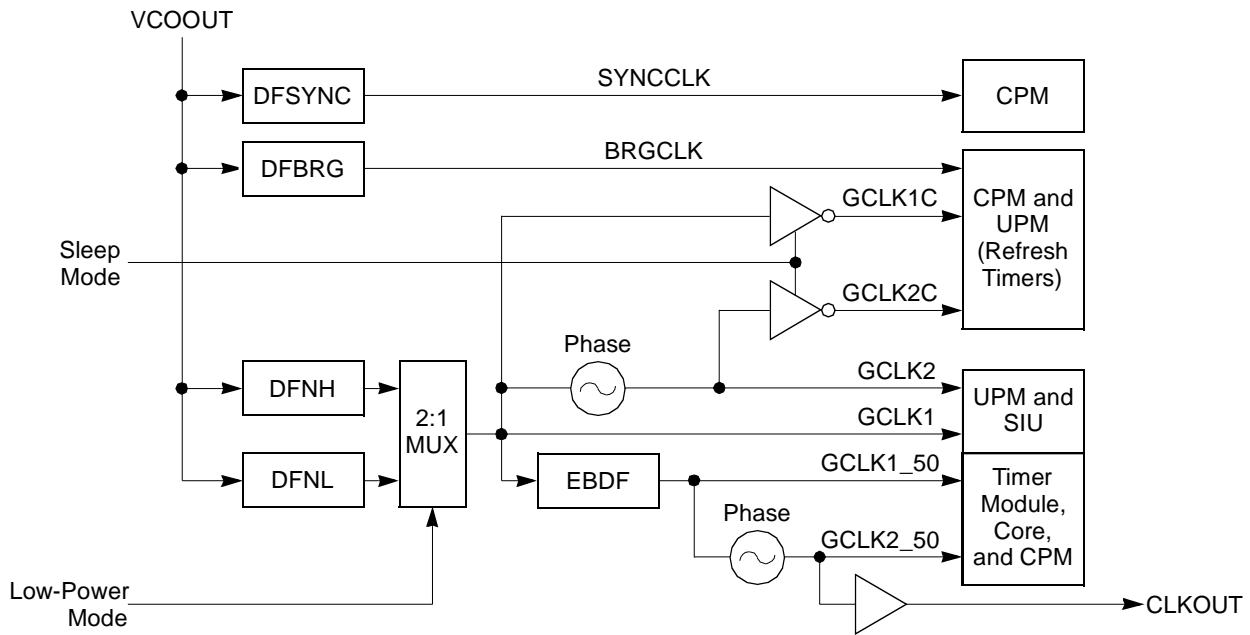 VCOOUT
DFSYNC
SYNCCLK
CPM
DFBRG
BRGCLK
GCLK1C
CPM and
UPM
(Refresh
Timers)
Sleep
Mode
GCLK2C
Phase
DFNH
GCLK2
2:1
MUX
GCLK1
UPM and
SIU
DFNL
EBDF
GCLK1_50
Phase
GCLK2_50
Timer
Module,
Core,
and CPM
Low-Power
Mode
CLKOUT